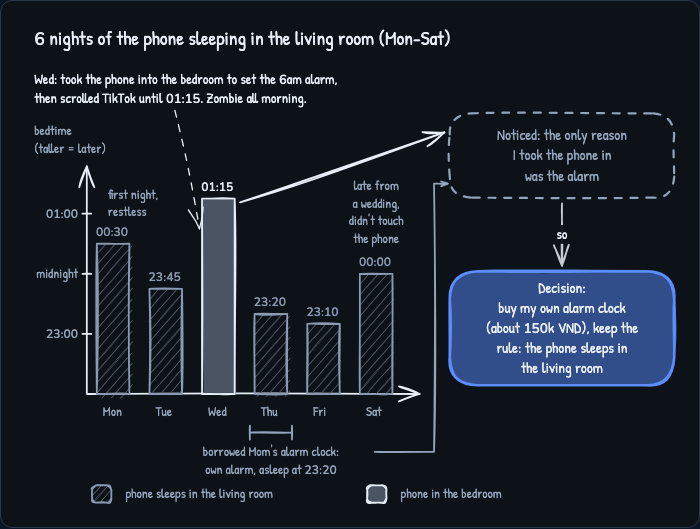 6 nights of the phone sleeping in the living room (Mon–Sat)
Wed: took the phone into the bedroom to set the 6am alarm,
then scrolled TikTok until 01:15. Zombie all morning.
bedtime
(taller = later)
01:00
midnight
23:00
first night,
restless
00:30
23:45
01:15
23:20
23:10
late from
a wedding,
didn't touch
the phone
00:00
Mon
Tue
Wed
Thu
Fri
Sat
borrowed Mom's alarm clock:
own alarm, asleep at 23:20
phone sleeps in the living room
phone in the bedroom
Noticed: the only reason
I took the phone in
was the alarm
so
Decision:
buy my own alarm clock
(about 150k VND), keep the
rule: the phone sleeps in
the living room